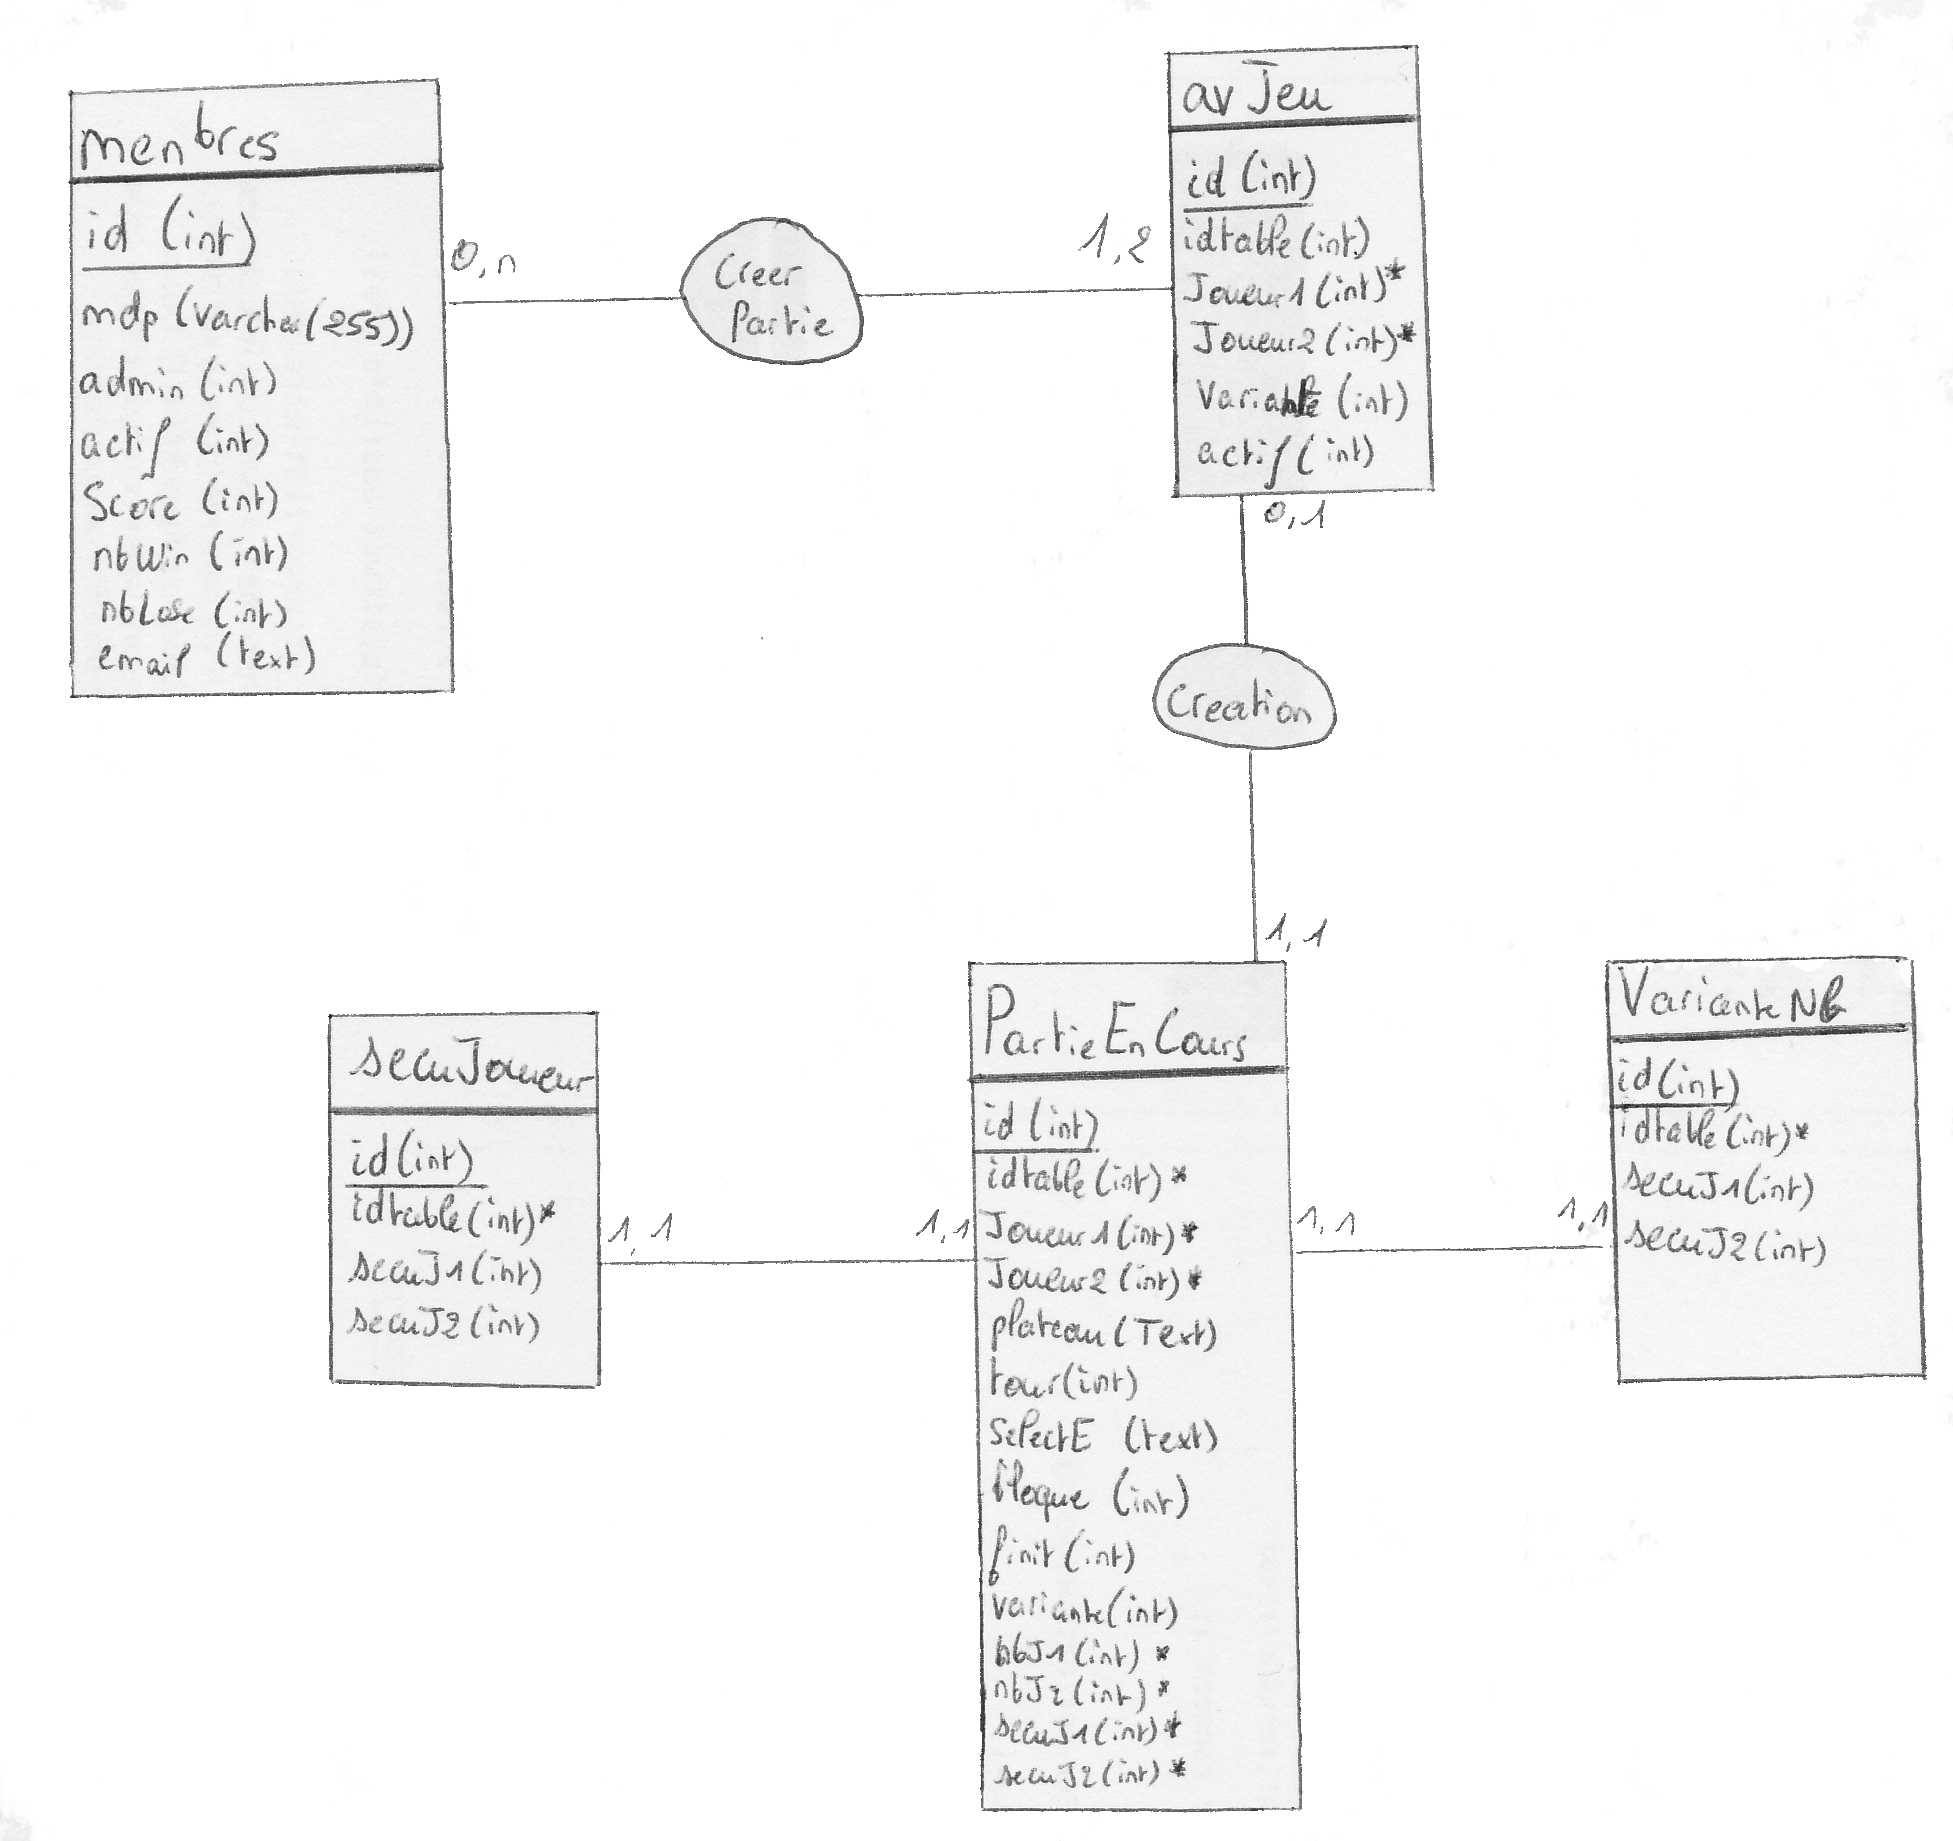 menbres
id (int)
mdp (varchar(255))
admin (int)
actif (int)
Score (int)
nbWin (int)
nbLose (int)
email (text)
0,n
Creer
Partie
1,2
avJeu
id (int)
idtable (int)
Joueur1 (int)*
Joueur2 (int)*
Variante (int)
actif (int)
0,1
Creation
1,1
secuJoueur
id (int)
idtable (int)*
secuJ1 (int)
secuJ2 (int)
1,1
1,1
PartieEnCours
id (int)
idtable (int)*
Joueur1 (int)*
Joueur2 (int)*
plateau (Text)
tour (int)
SelectE (text)
bloque (int)
finit (int)
variante (int)
nbJ1 (int) *
nbJ2 (int) *
secuJ1 (int)*
secuJ2 (int)*
1,1
1,1
VarianteNb
id (int)
idtable (int)*
secuJ1 (int)
secuJ2 (int)